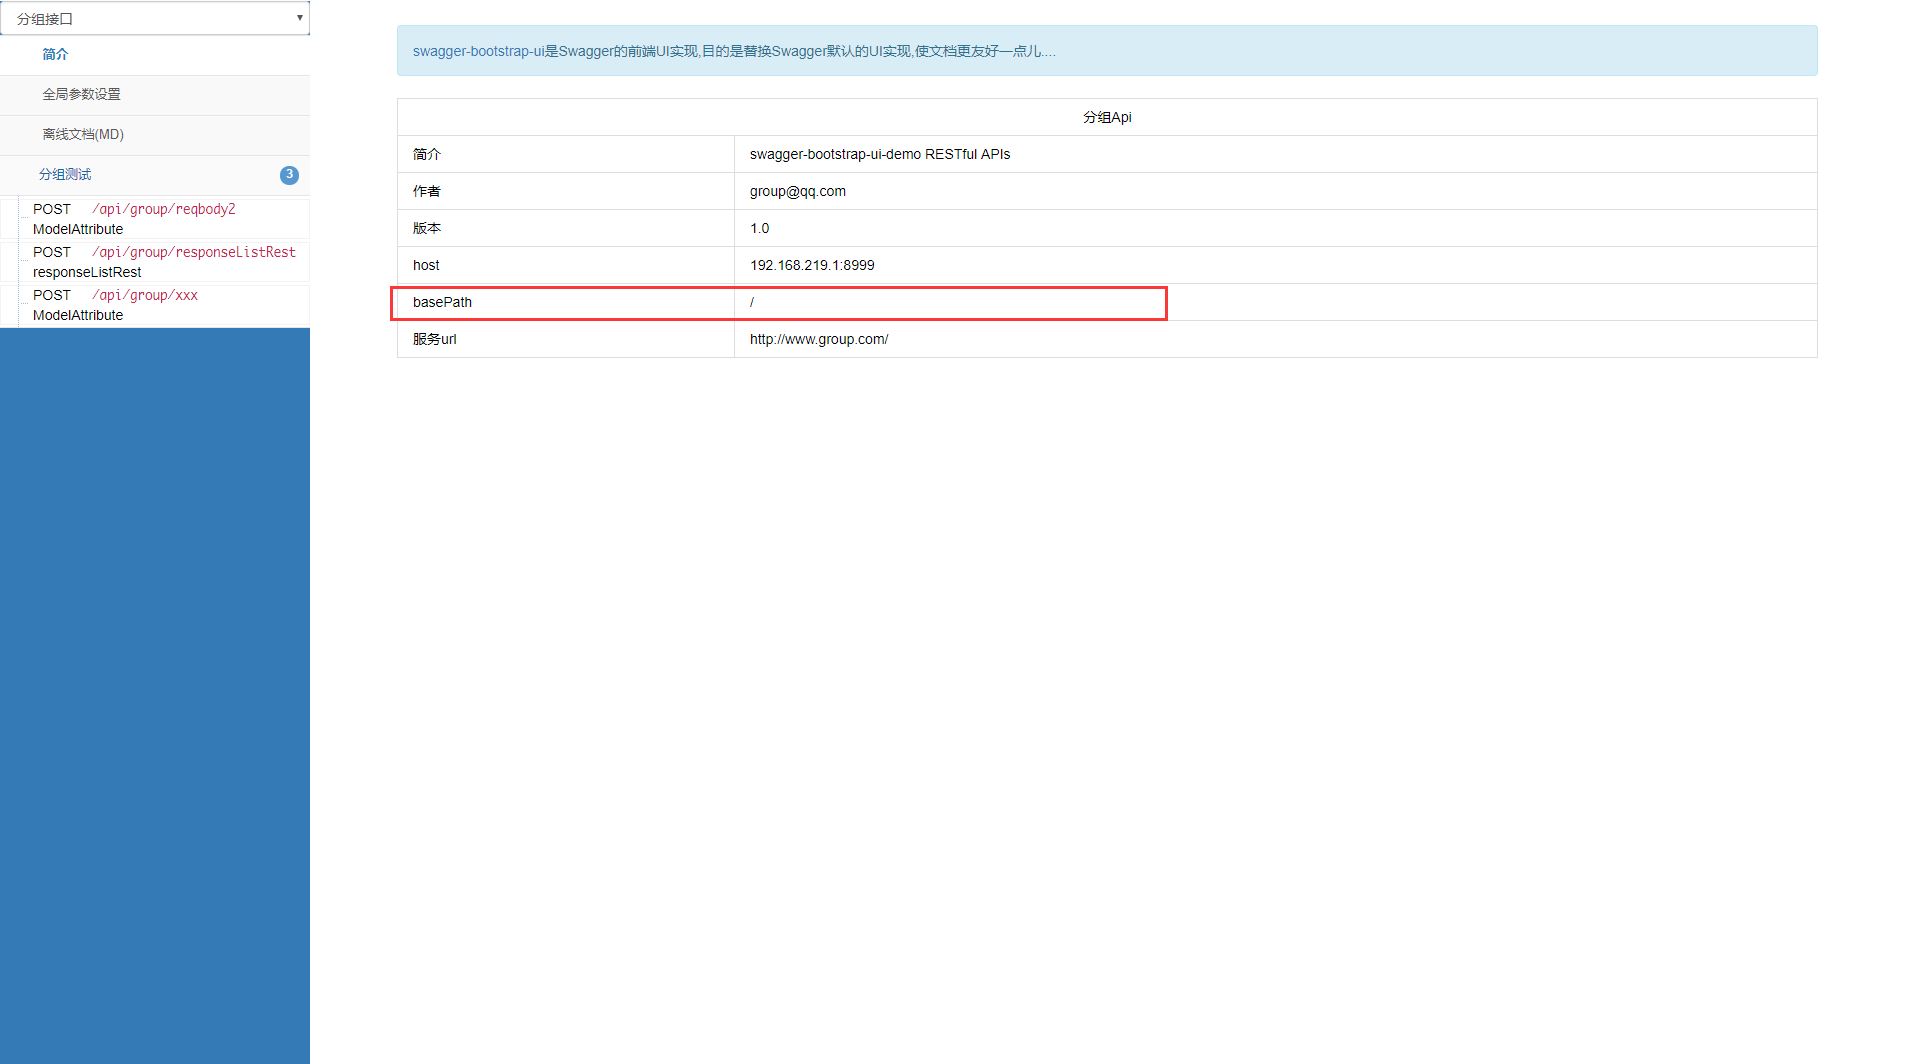 分组接口
简介
全局参数设置
离线文档(MD)
分组测试 3
POST /api/group/reqbody2
ModelAttribute
POST /api/group/responseListRest
responseListRest
POST /api/group/xxx
ModelAttribute
swagger-bootstrap-ui是Swagger的前端UI实现,目的是替换Swagger默认的UI实现,使文档更友好一点儿....
分组Api
简介 swagger-bootstrap-ui-demo RESTful APIs
作者 group@qq.com
版本 1.0
host 192.168.219.1:8999
basePath /
服务url http://www.group.com/